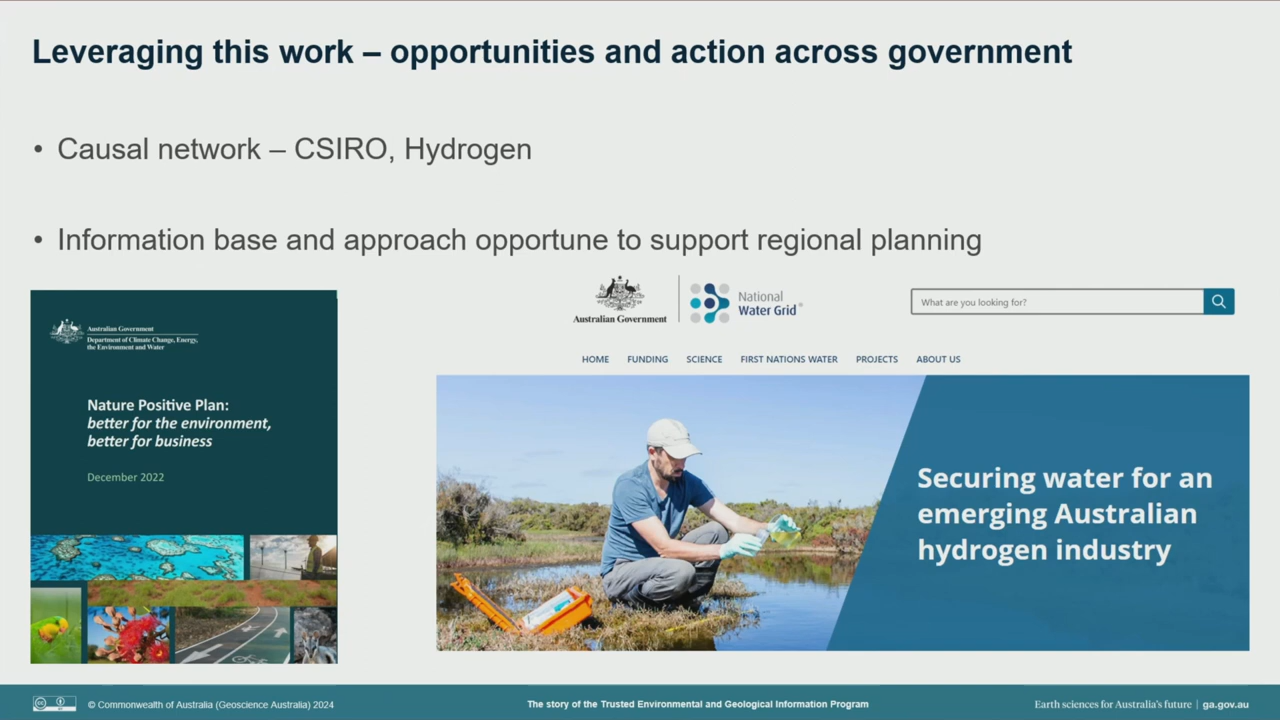 Leveraging this work – opportunities and action across government
• Causal network – CSIRO, Hydrogen
• Information base and approach opportune to support regional planning
Australian Government
Department of Climate Change, Energy,
the Environment and Water
Nature Positive Plan:
better for the environment,
better for business
December 2022
Australian Government
National
Water Grid
What are you looking for?
HOME FUNDING SCIENCE FIRST NATIONS WATER PROJECTS ABOUT US
Securing water for an
emerging Australian
hydrogen industry
© Commonwealth of Australia (Geoscience Australia) 2024
The story of the Trusted Environmental and Geological Information Program
Earth sciences for Australia's future | ga.gov.au